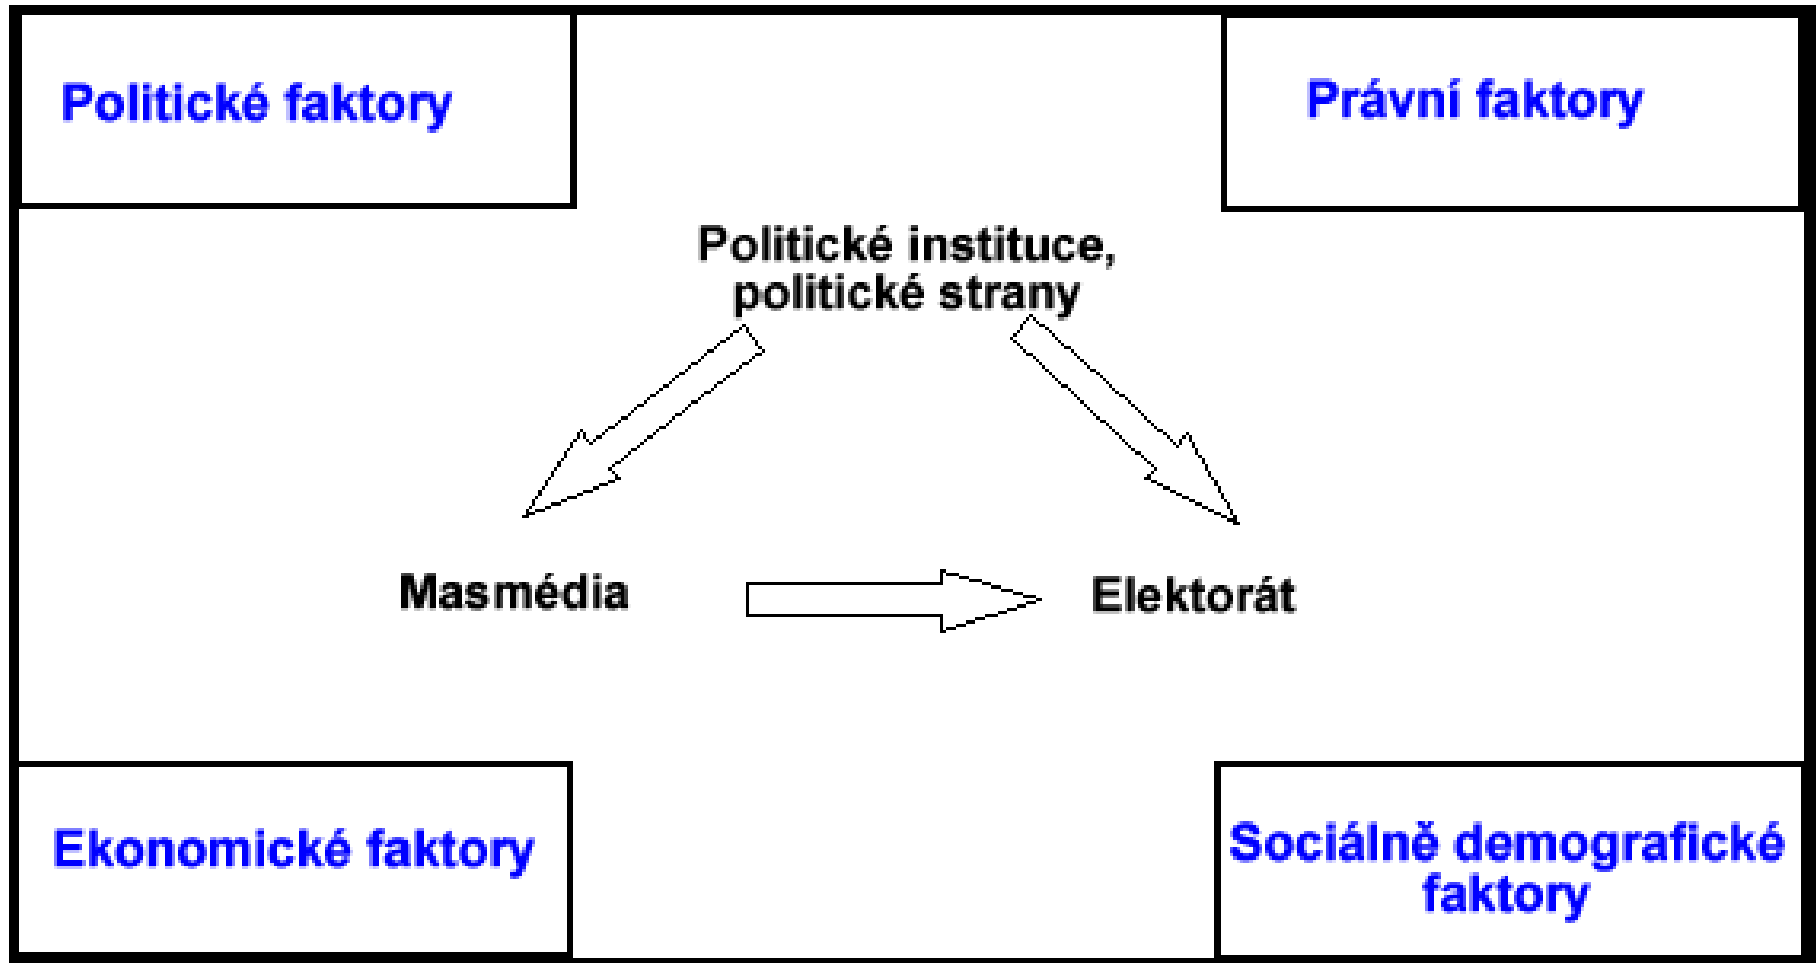 Politické faktory
Právní faktory
Politické instituce,
politické strany
Masmédia
Elektorát
Ekonomické faktory
Sociálně demografické
faktory